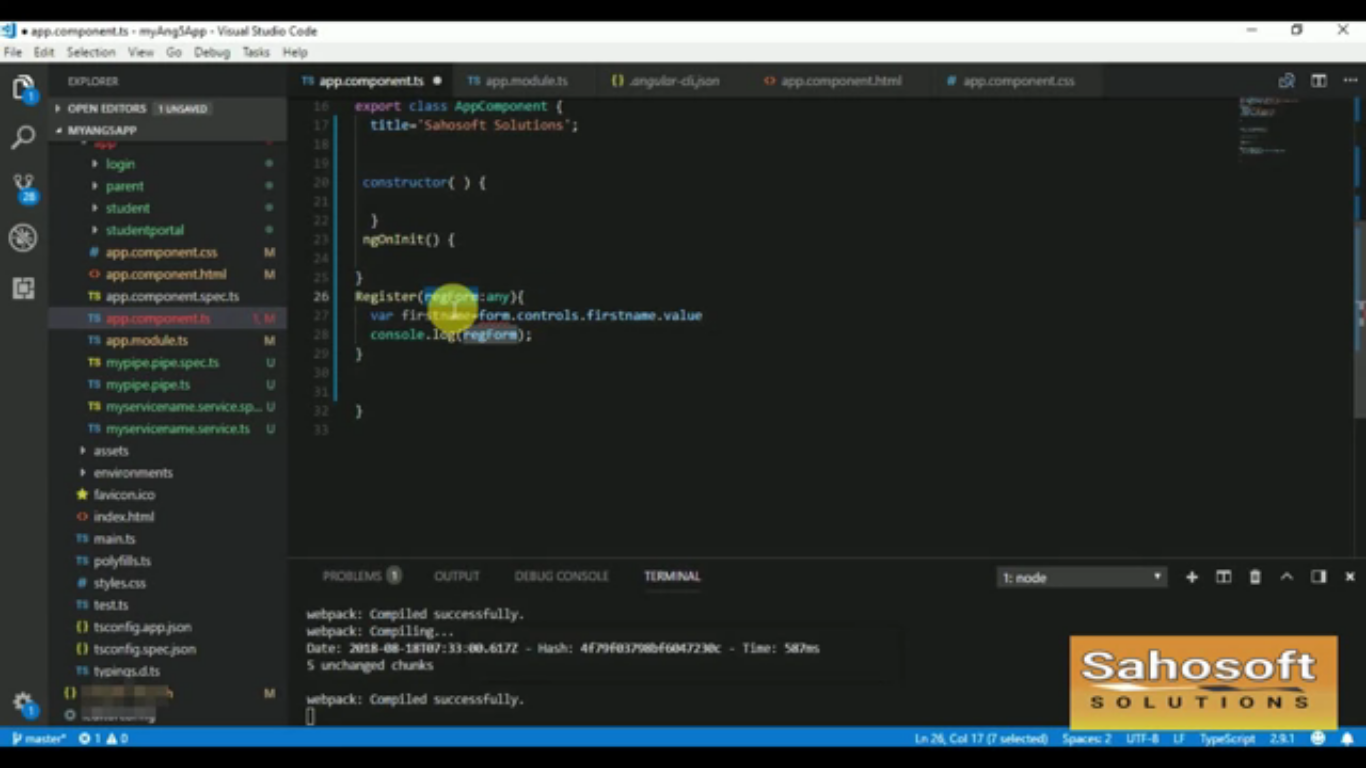 app.component.ts - myAng5App - Visual Studio Code
File Edit Selection View Go Debug Tasks Help
EXPLORER
app.component.ts app.module.ts .angular-cli.json app.component.html app.component.css
OPEN EDITORS 1 UNSAVED
MYANG5APP
app
login
parent
student
studentportal
app.component.css M
app.component.html M
app.component.spec.ts
app.component.ts 1, M
app.module.ts M
mypipe.pipe.spec.ts U
mypipe.pipe.ts U
myservicename.service.sp... U
myservicename.service.ts U
assets
environments
favicon.ico
index.html
main.ts
polyfills.ts
styles.css
test.ts
tsconfig.app.json
tsconfig.spec.json
typings.d.ts
M
16 export class AppComponent {
17 title='Sahosoft Solutions';
18
19
20 constructor( ) {
21
22 }
23 ngOnInit() {
24
25 }
26 Register(regForm:any){
27 var firstname=form.controls.firstname.value
28 console.log(regForm);
29 }
30
31
32 }
33
PROBLEMS 1 OUTPUT DEBUG CONSOLE TERMINAL 1: node
webpack: Compiled successfully.
webpack: Compiling...
Date: 2018-08-18T07:33:00.617Z - Hash: 4f79f03798bf6047230c - Time: 587ms
5 unchanged chunks
webpack: Compiled successfully.
Sahosoft
SOLUTIONS
master* 1 0 Ln 26, Col 17 (7 selected) Spaces: 2 UTF-8 LF TypeScript 2.9.1